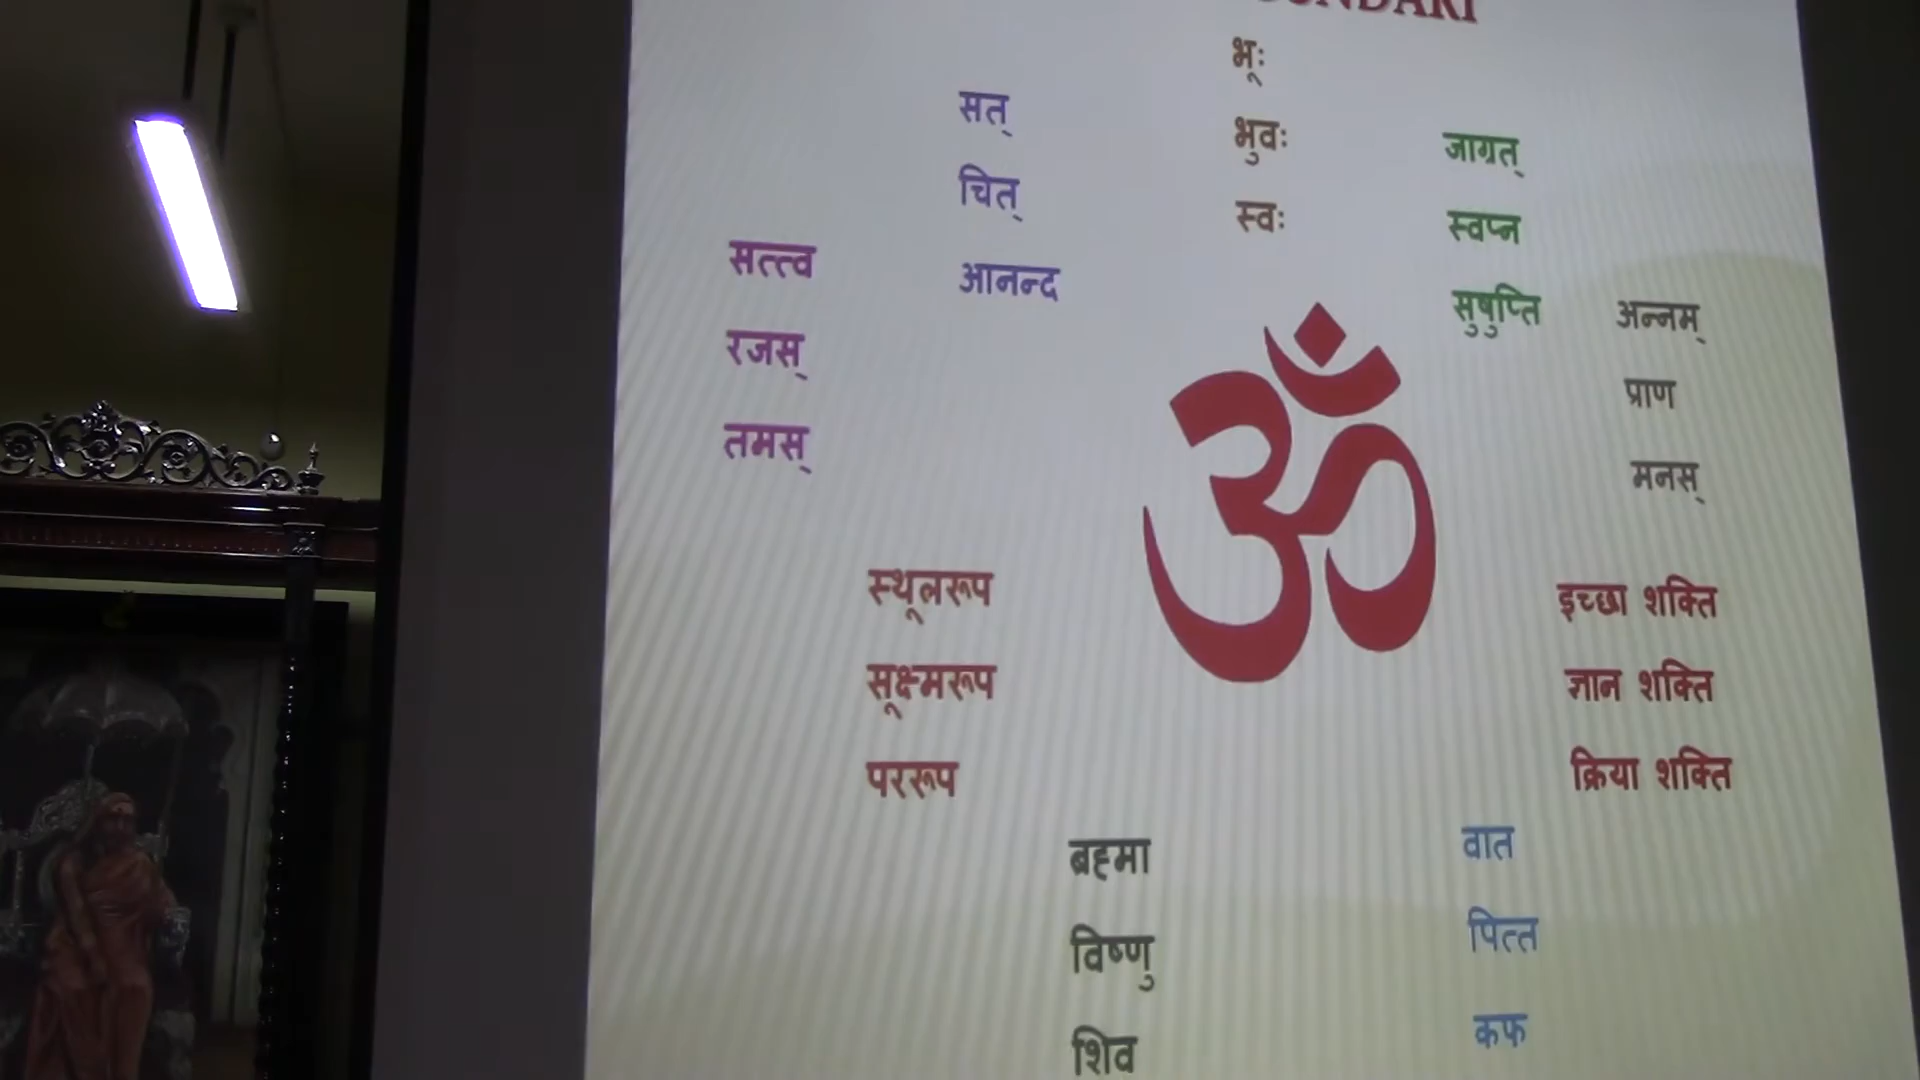 भूः
भुवः
स्वः
सत्
चित्
आनन्द
जाग्रत्
स्वप्न
सुषुप्ति
सत्त्व
रजस्
तमस्
अन्नम्
प्राण
मनस्
ॐ
स्थूलरूप
सूक्ष्मरूप
पररूप
इच्छा शक्ति
ज्ञान शक्ति
क्रिया शक्ति
ब्रह्मा
विष्णु
शिव
वात
पित्त
कफ